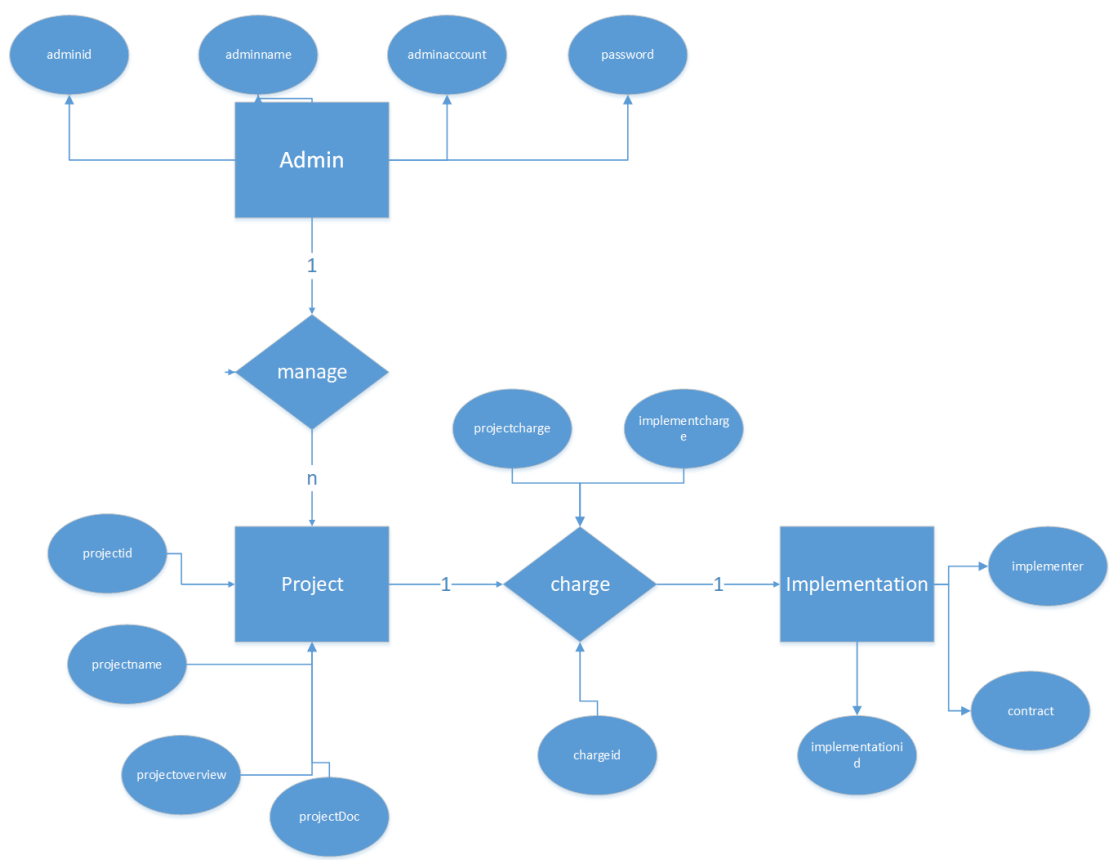 adminid
adminname
adminaccount
password
Admin
1
manage
n
projectcharge
implementcharg
e
projectid
Project
1
charge
1
Implementation
implementer
projectname
contract
projectoverview
chargeid
implementationi
d
projectDoc